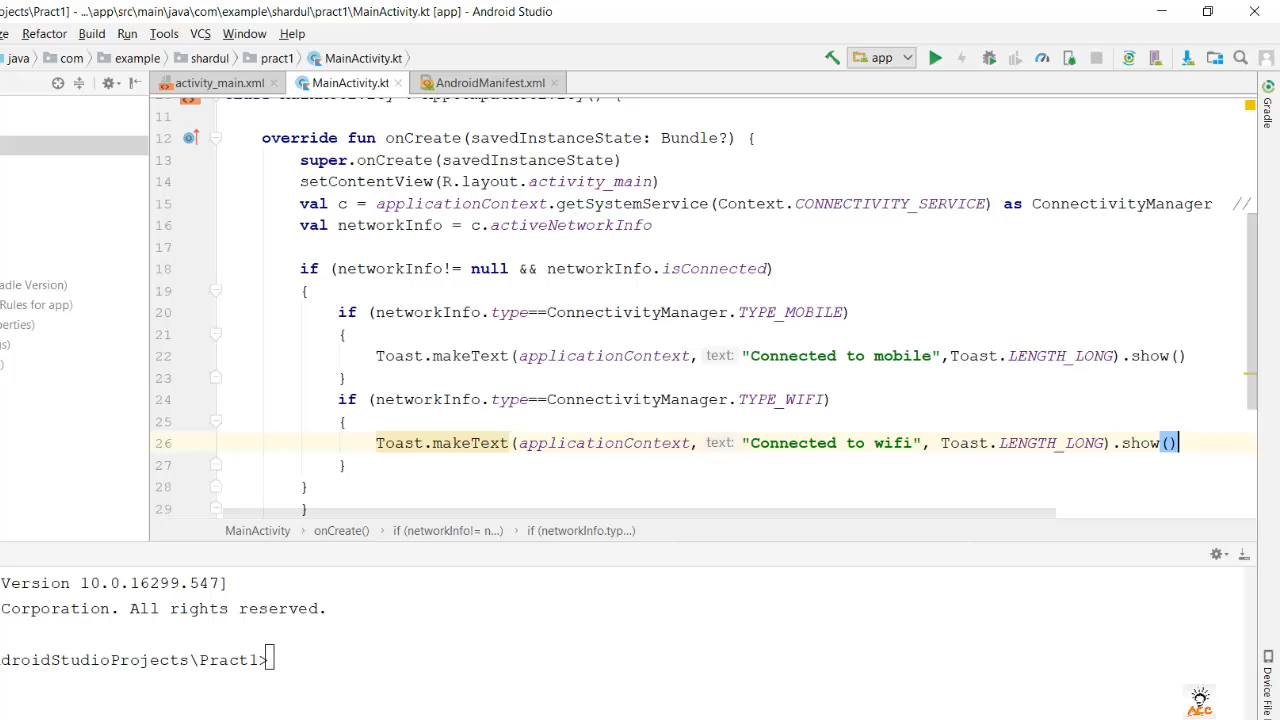 ojects\Pract1] - ...\app\src\main\java\com\example\shardul\pract1\MainActivity.kt [app] - Android Studio
ze Refactor Build Run Tools VCS Window Help
java com example shardul pract1 MainActivity.kt app
activity_main.xml MainActivity.kt AndroidManifest.xml
Gradle
11
12 override fun onCreate(savedInstanceState: Bundle?) {
13 super.onCreate(savedInstanceState)
14 setContentView(R.layout.activity_main)
15 val c = applicationContext.getSystemService(Context.CONNECTIVITY_SERVICE) as ConnectivityManager //
16 val networkInfo = c.activeNetworkInfo
17
18 if (networkInfo!= null && networkInfo.isConnected)
19 {
20 if (networkInfo.type==ConnectivityManager.TYPE_MOBILE)
21 {
22 Toast.makeText(applicationContext, text: "Connected to mobile",Toast.LENGTH_LONG).show()
23 }
24 if (networkInfo.type==ConnectivityManager.TYPE_WIFI)
25 {
26 Toast.makeText(applicationContext, text: "Connected to wifi", Toast.LENGTH_LONG).show()
27 }
28 }
29 }
adle Version)
Rules for app)
perties)
gs)
)
MainActivity onCreate() if (networkInfo!= n...) if (networkInfo.typ...)
Version 10.0.16299.547]
Corporation. All rights reserved.
droidStudioProjects\Pract1>
Device File
AEC